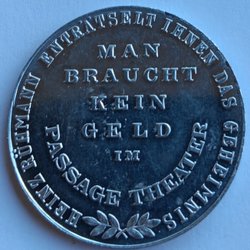 HEINZ RÜHMANN ENTRÄTSELT IHNEN DAS GEHEIMNIS
MAN
BRAUCHT
KEIN
GELD
IM
PASSAGE THEATER